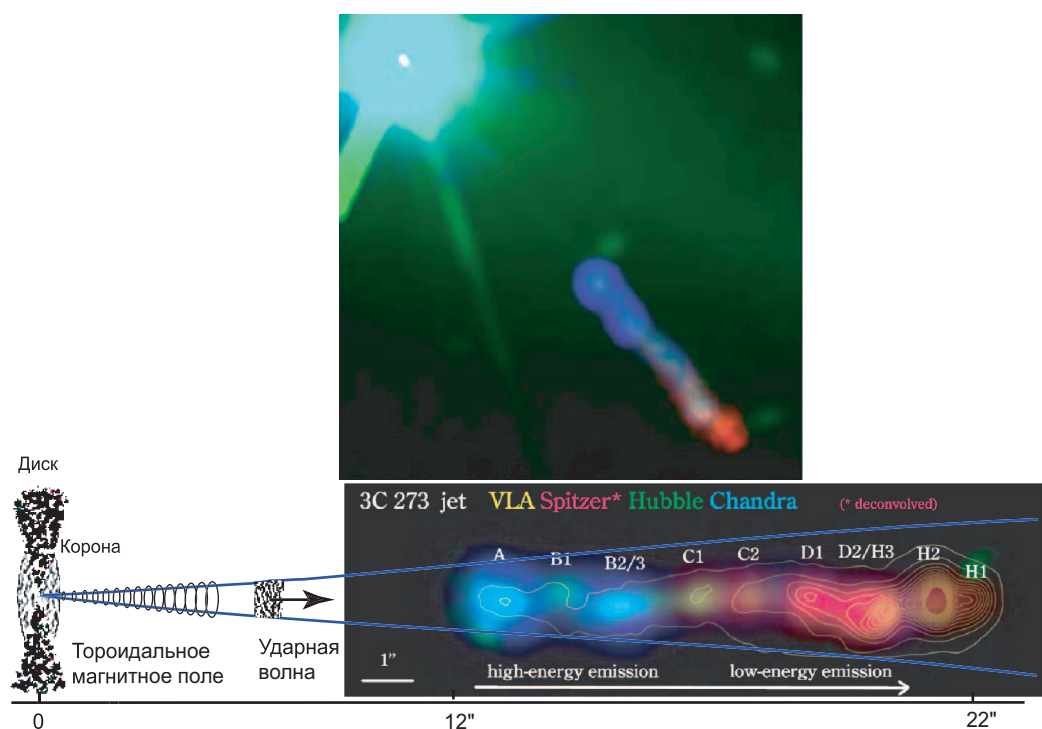 Диск
Корона
Тороидальное
магнитное поле
Ударная
волна
3C 273 jet VLA Spitzer* Hubble Chandra (* deconvolved)
A B1 B2/3 C1 C2 D1 D2/H3 H2 H1
1”
high-energy emission low-energy emission
0 12" 22"